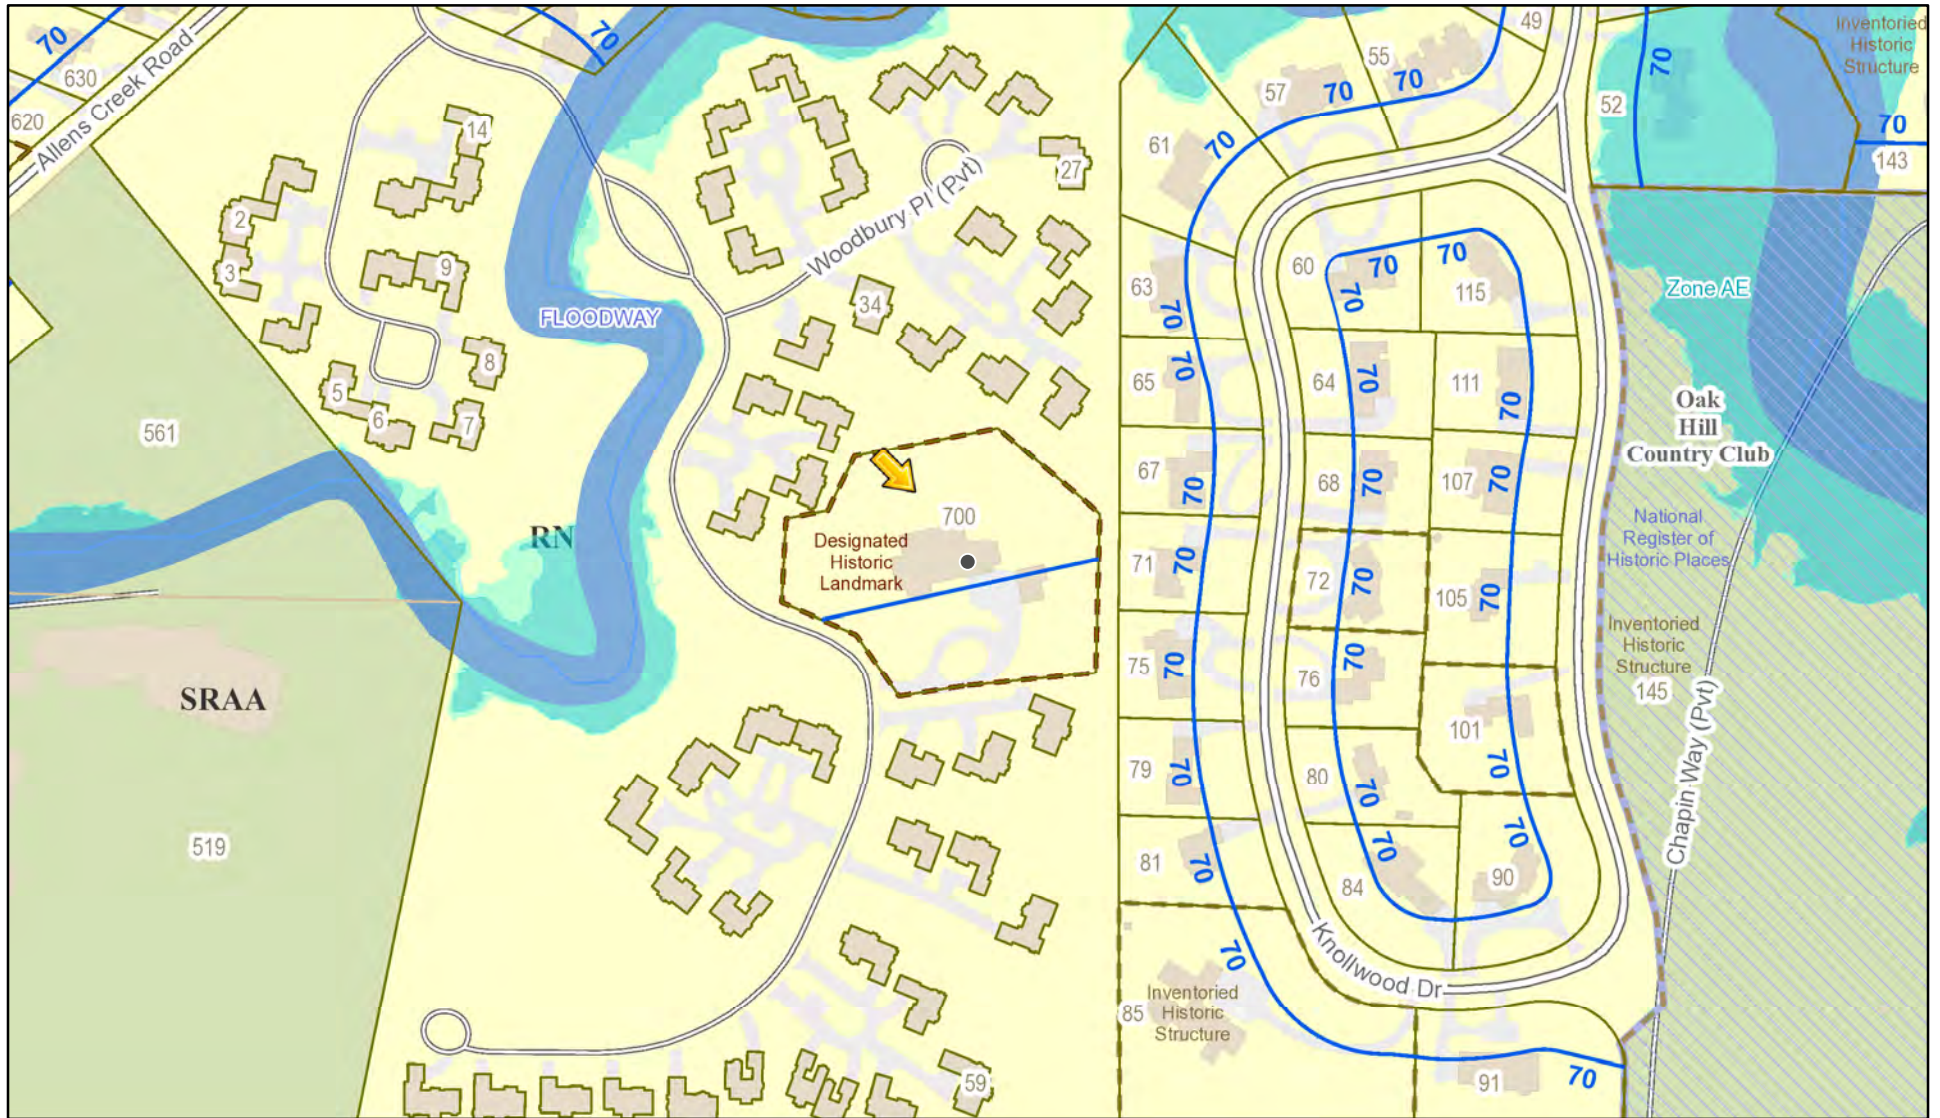 70
630
620
Allens Creek Road
70
14
2
3
9
5
6
7
8
561
FLOODWAY
RN
SRAA
519
27
Woodbury Pl (Pvt)
34
700
Designated
Historic
Landmark
59
49
55
57
70
70
61
70
63
70
65
70
67
70
71
70
75
70
79
70
81
70
70
85
Inventoried
Historic
Structure
91
70
Knollwood Dr
60
70
70
70
115
64
70
111
70
68
70
107
70
72
70
105
70
76
70
101
70
80
70
84
70
90
70
52
70
Inventoried
Historic
Structure
70
143
Zone AE
Oak
Hill
Country Club
National
Register of
Historic Places
Inventoried
Historic
Structure
145
Chapin Way (Pvt)